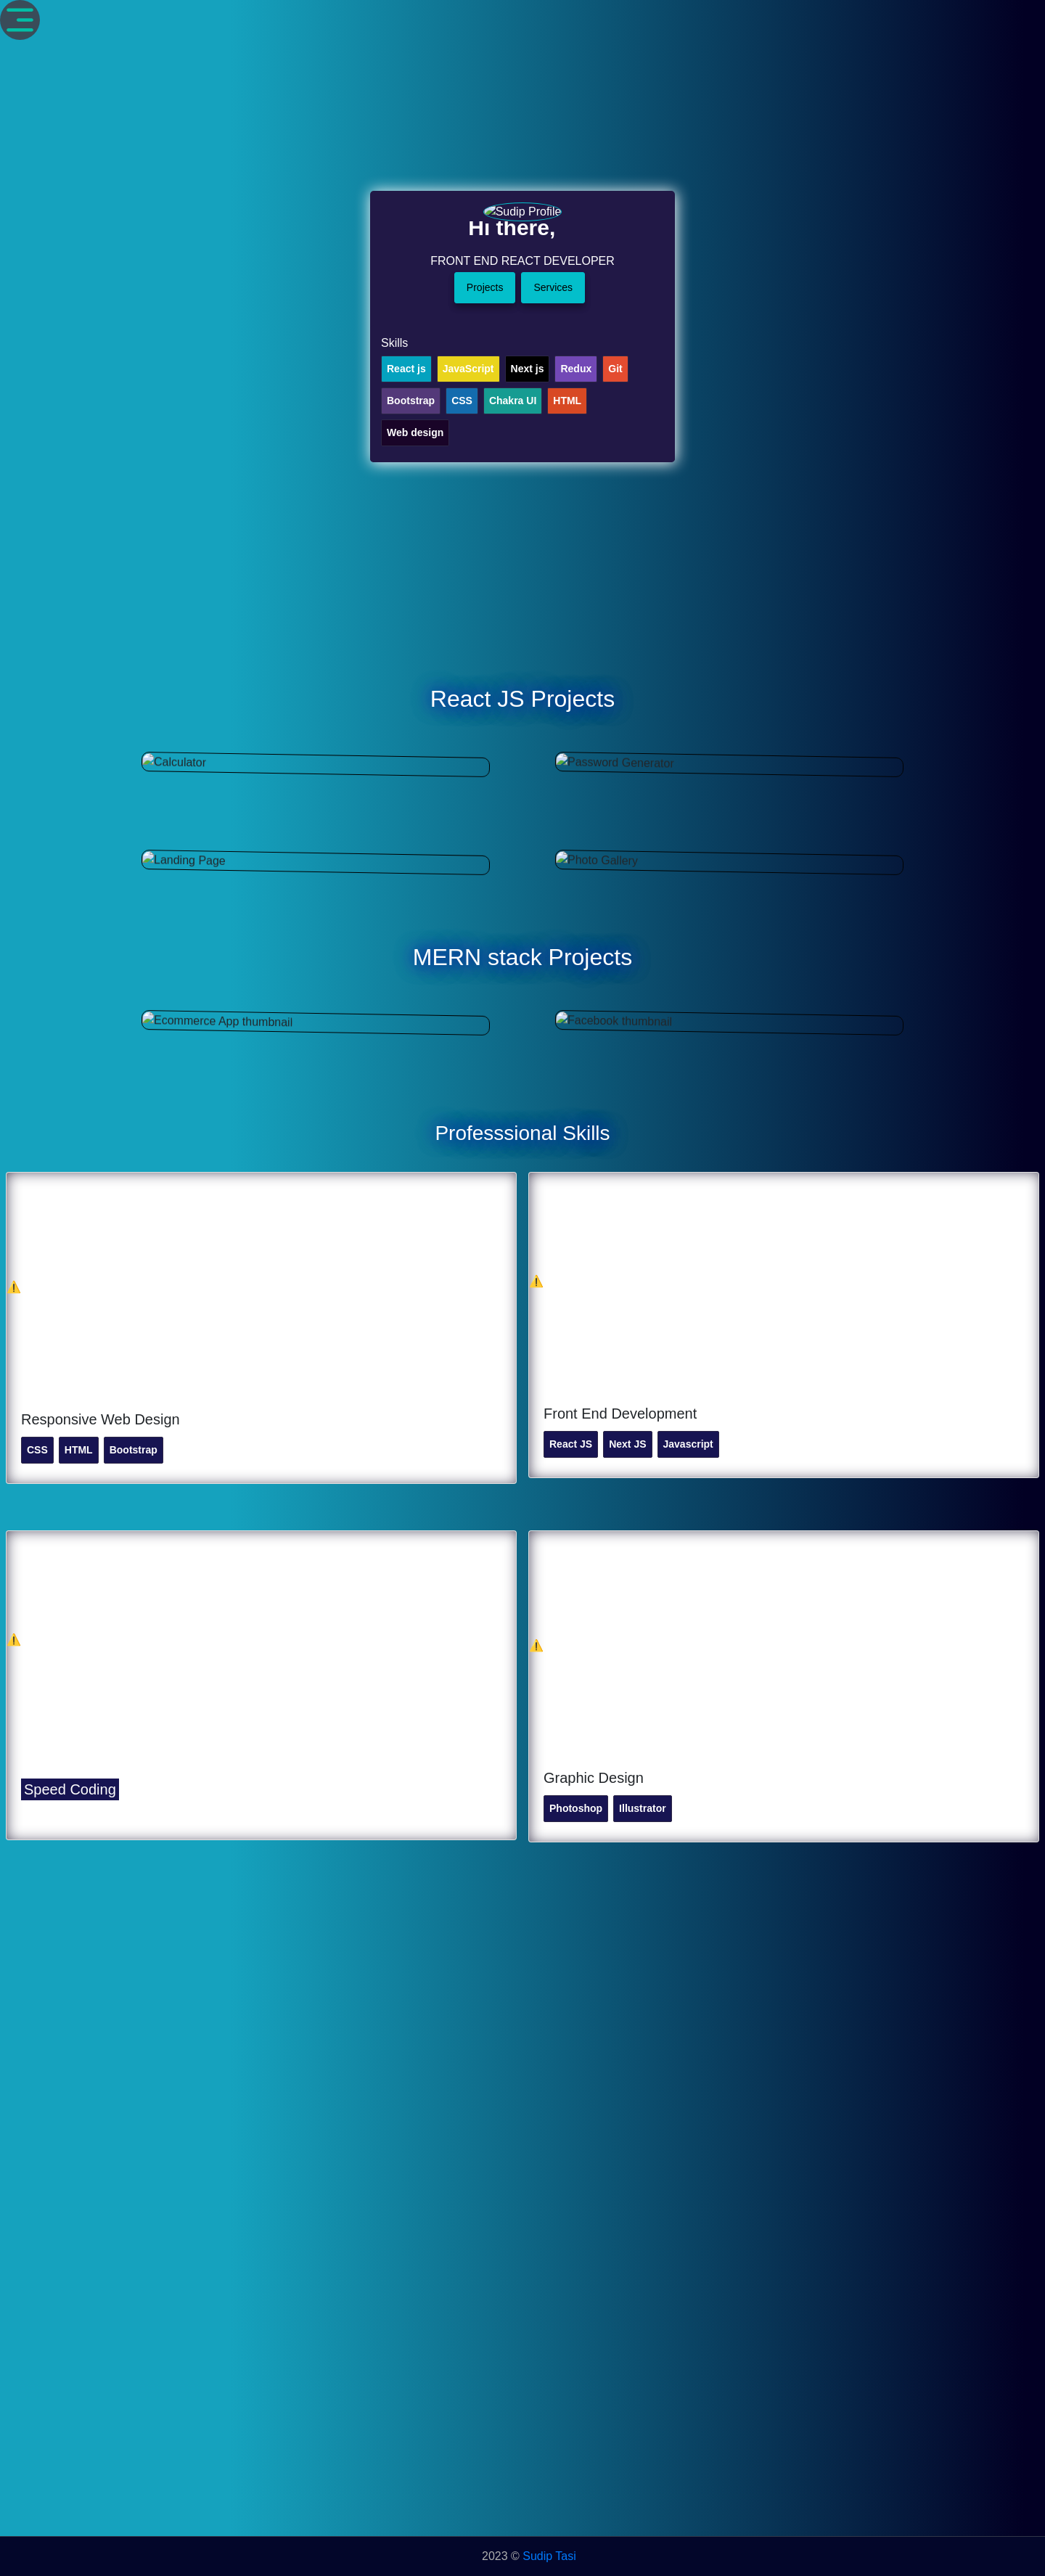 Sudip Profile
Hi there,
FRONT END REACT DEVELOPER
Projects Services
Skills
React js JavaScript Next js Redux Git
Bootstrap CSS Chakra UI HTML
Web design
React JS Projects
Calculator Password Generator
Landing Page Photo Gallery
MERN stack Projects
Ecommerce App thumbnail Facebook thumbnail
Professsional Skills
Responsive Web Design
CSS HTML Bootstrap
Front End Development
React JS Next JS Javascript
Speed Coding
Graphic Design
Photoshop Illustrator
2023 © Sudip Tasi